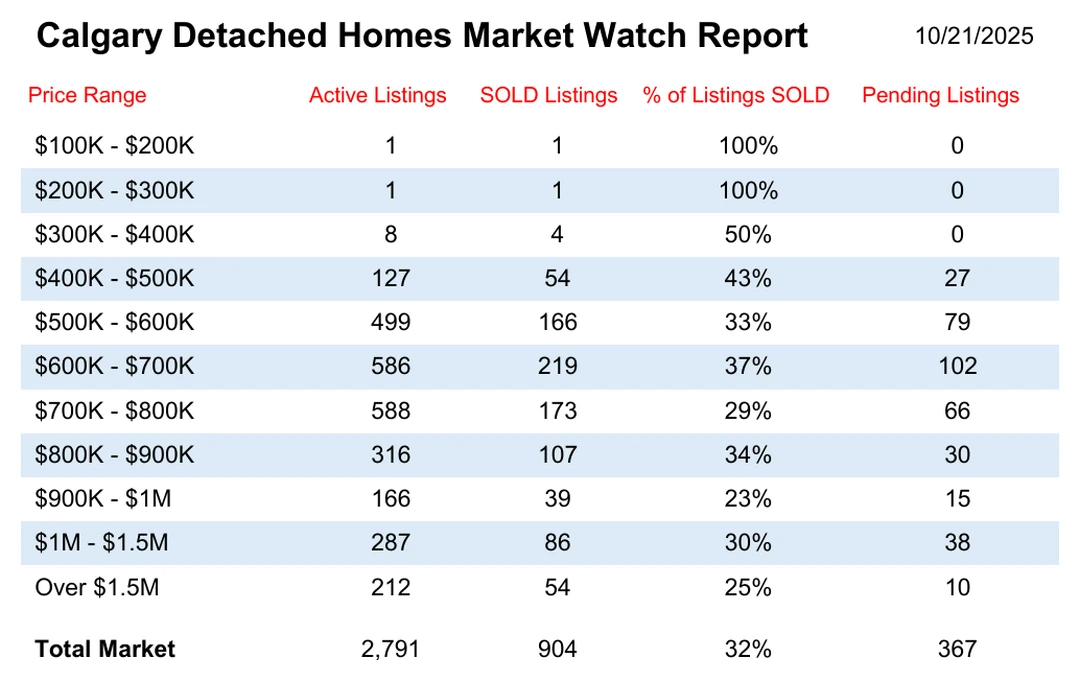 Calgary Detached Homes Market Watch Report 10/21/2025
Price Range Active Listings SOLD Listings % of Listings SOLD Pending Listings
$100K - $200K 1 1 100% 0
$200K - $300K 1 1 100% 0
$300K - $400K 8 4 50% 0
$400K - $500K 127 54 43% 27
$500K - $600K 499 166 33% 79
$600K - $700K 586 219 37% 102
$700K - $800K 588 173 29% 66
$800K - $900K 316 107 34% 30
$900K - $1M 166 39 23% 15
$1M - $1.5M 287 86 30% 38
Over $1.5M 212 54 25% 10
Total Market 2,791 904 32% 367